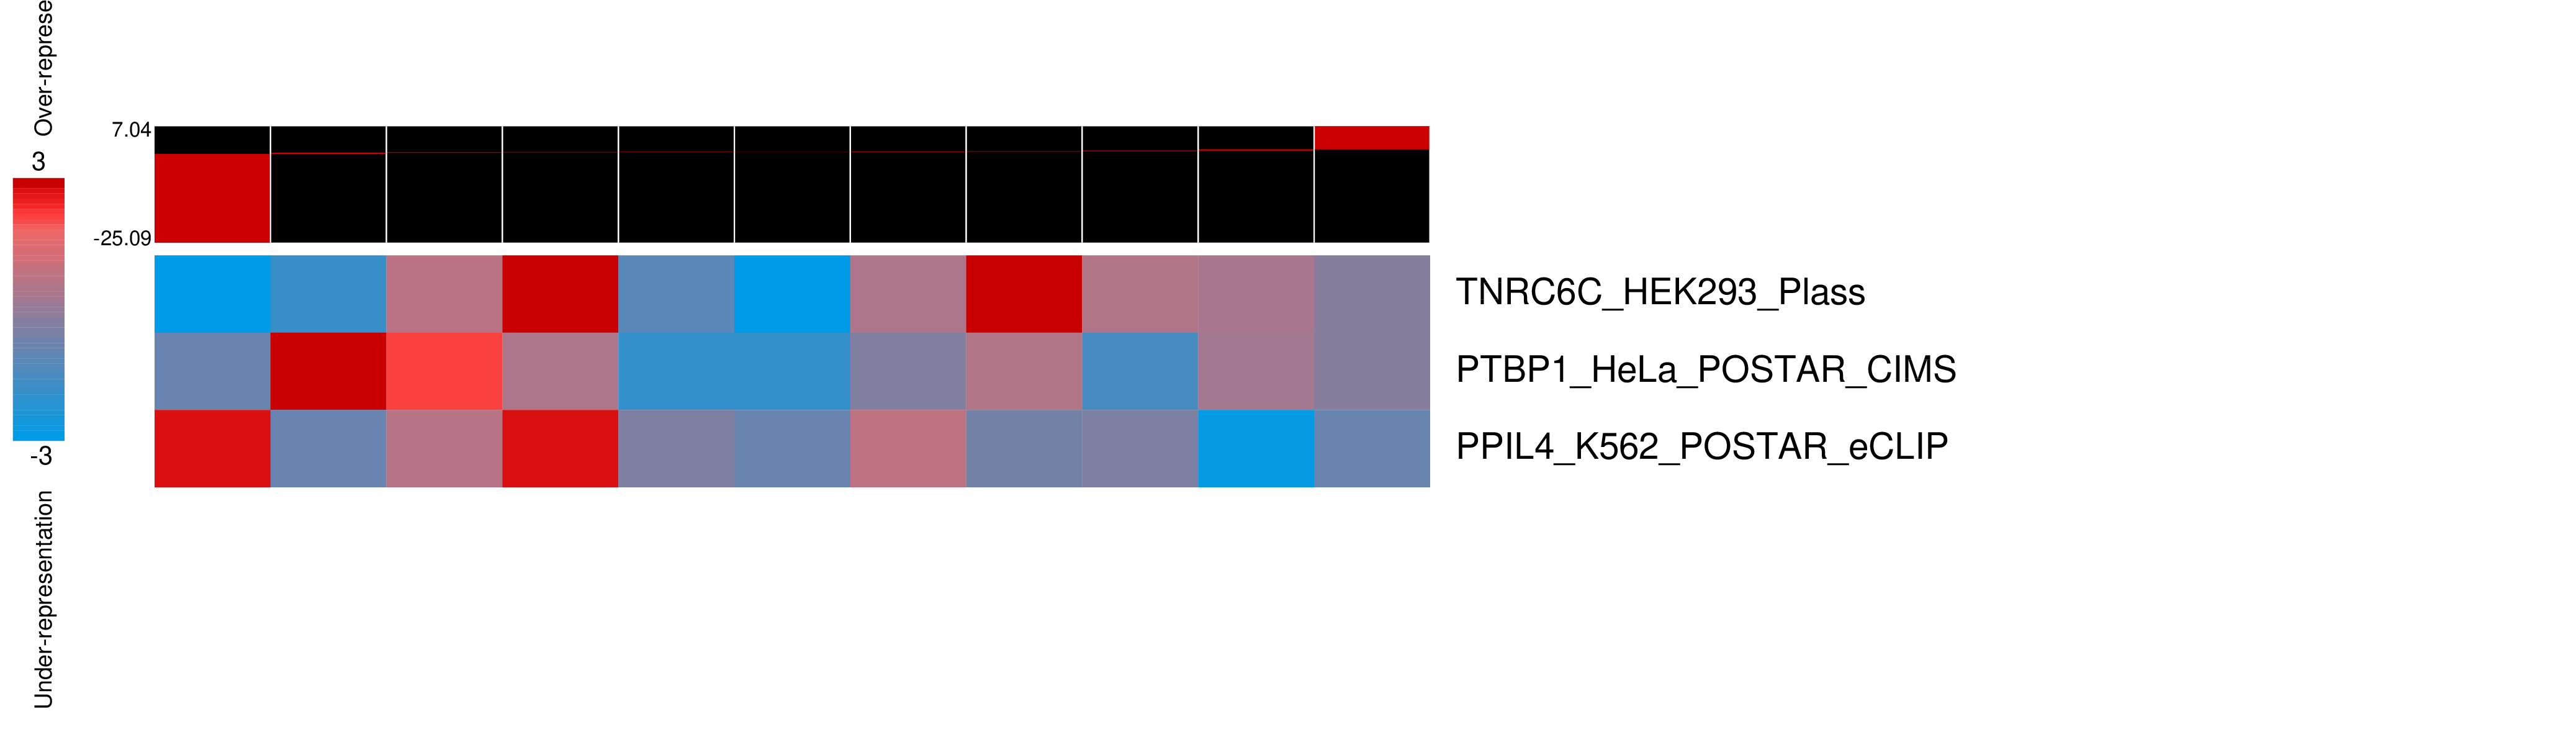 Over-represe
7.04
3
-25.09
TNRC6C_HEK293_Plass
PTBP1_HeLa_POSTAR_CIMS
PPIL4_K562_POSTAR_eCLIP
-3
Under-representation